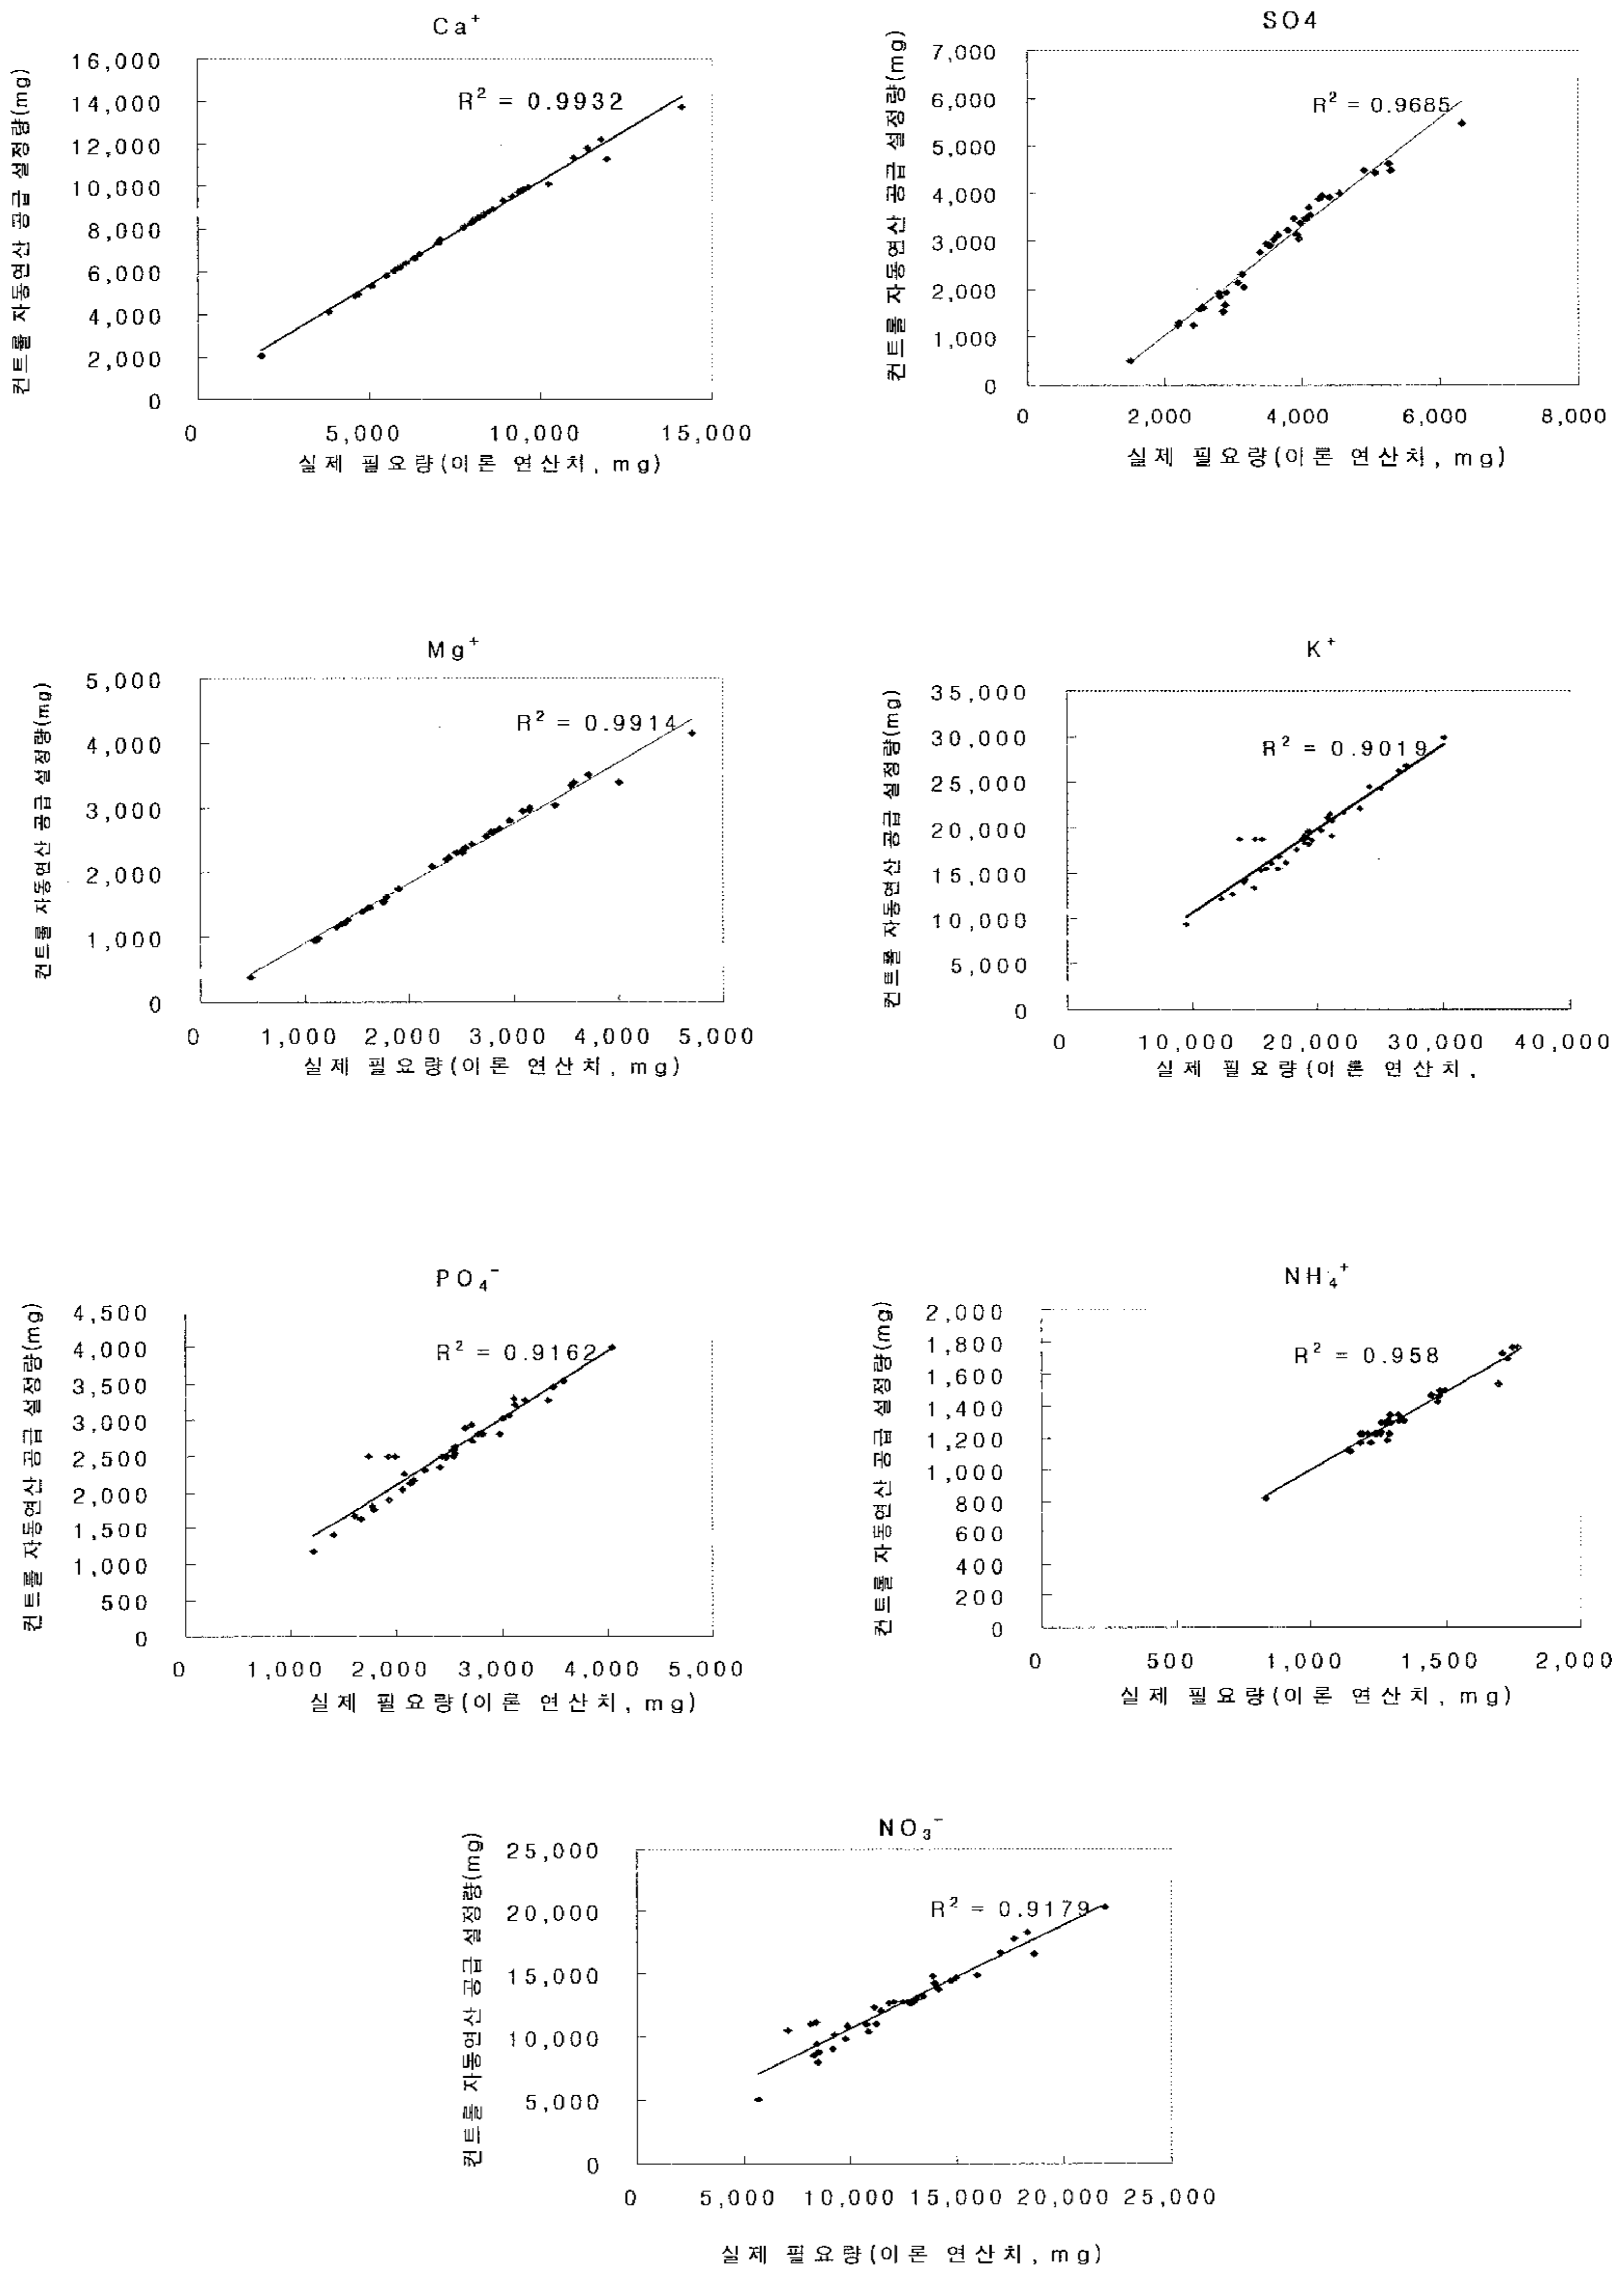 Ca⁺
컨트롤 자동연산 공급 설정량(mg)
16,000
14,000
12,000
10,000
8,000
6,000
4,000
2,000
0
R² = 0.9932
0 5,000 10,000 15,000
실제 필요량(이론 연산치, mg)
SO4
컨트롤 자동연산 공급 설정량(mg)
7,000
6,000
5,000
4,000
3,000
2,000
1,000
0
R² = 0.9685
0 2,000 4,000 6,000 8,000
실제 필요량(이론 연산치, mg)
Mg⁺
컨트롤 자동연산 공급 설정량(mg)
5,000
4,000
3,000
2,000
1,000
0
R² = 0.9914
0 1,000 2,000 3,000 4,000 5,000
실제 필요량(이론 연산치, mg)
K⁺
컨트롤 자동연산 공급 설정량(mg)
35,000
30,000
25,000
20,000
15,000
10,000
5,000
0
R² = 0.9019
0 10,000 20,000 30,000 40,000
실제 필요량(이론 연산치,
PO₄⁻
컨트롤 자동연산 공급 설정량(mg)
4,500
4,000
3,500
3,000
2,500
2,000
1,500
1,000
500
0
R² = 0.9162
0 1,000 2,000 3,000 4,000 5,000
실제 필요량(이론 연산치, mg)
NH₄⁺
컨트롤 자동연산 공급 설정량(mg)
2,000
1,800
1,600
1,400
1,200
1,000
800
600
400
200
0
R² = 0.958
0 500 1,000 1,500 2,000
실제 필요량(이론 연산치, mg)
NO₃⁻
컨트롤 자동연산 공급 설정량(mg)
25,000
20,000
15,000
10,000
5,000
0
R² = 0.9179
0 5,000 10,000 15,000 20,000 25,000
실제 필요량(이론 연산치, mg)